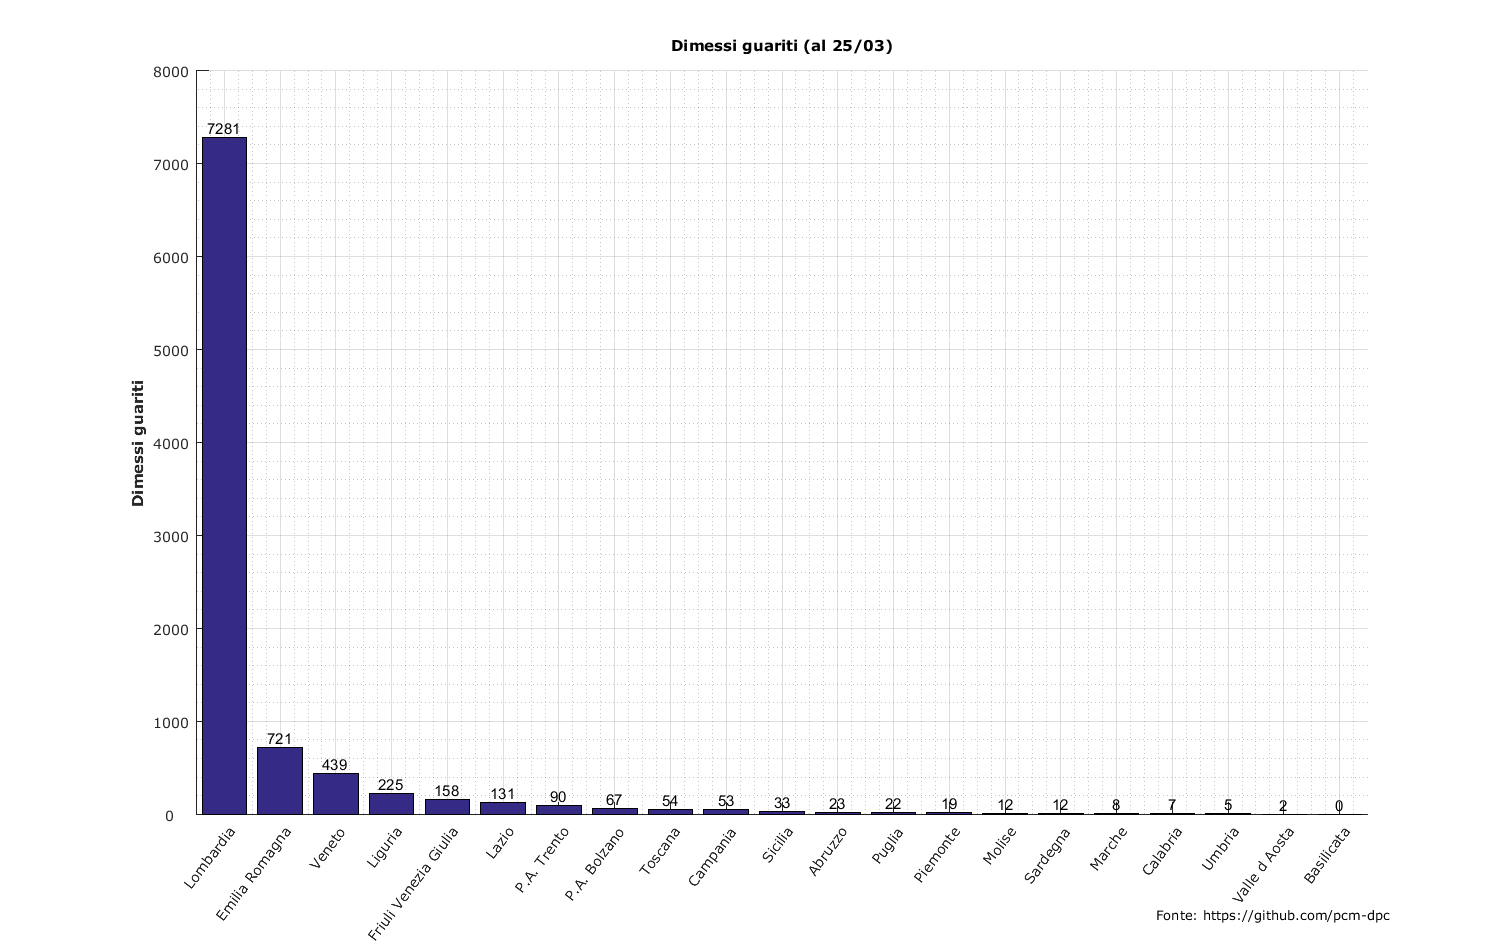 Dimessi guariti (al 25/03)
Dimessi guariti
8000
7000
6000
5000
4000
3000
2000
1000
0
7281
721
439
225
158
131
90
67
54
53
33
23
22
19
12
12
8
7
5
2
0
Lombardia
Emilia Romagna
Veneto
Liguria
Friuli Venezia Giulia
Lazio
P.A. Trento
P.A. Bolzano
Toscana
Campania
Sicilia
Abruzzo
Puglia
Piemonte
Molise
Sardegna
Marche
Calabria
Umbria
Valle d Aosta
Basilicata
Fonte: https://github.com/pcm-dpc